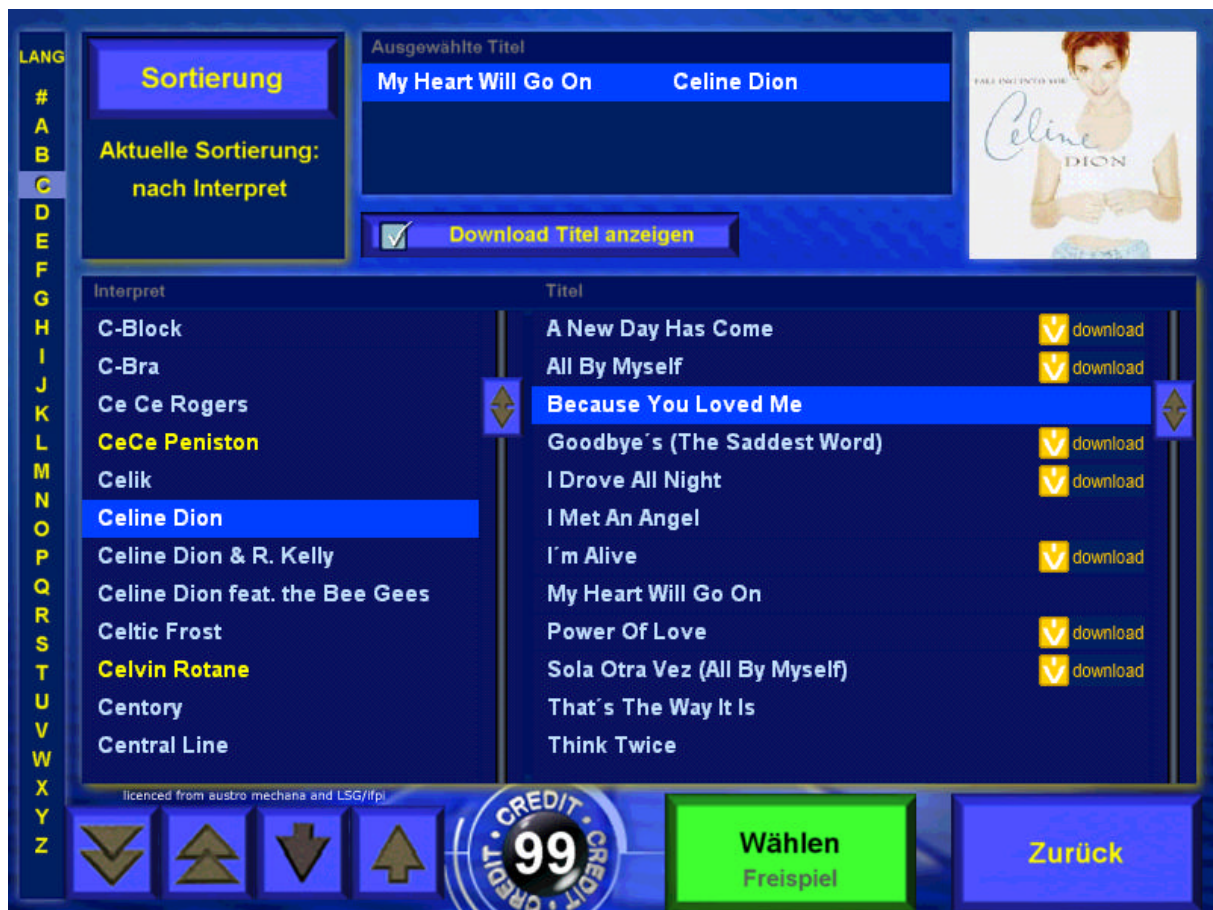 LANG
#
A
B
C
D
E
F
G
H
I
J
K
L
M
N
O
P
Q
R
S
T
U
V
W
X
Y
Z
Sortierung
Aktuelle Sortierung:
nach Interpret
Ausgewählte Titel
My Heart Will Go On Celine Dion
Download Titel anzeigen
FALLING INTO YOU
Celine
DION
Interpret Titel
C-Block A New Day Has Come download
C-Bra All By Myself download
Ce Ce Rogers Because You Loved Me
CeCe Peniston Goodbye´s (The Saddest Word) download
Celik I Drove All Night download
Celine Dion I Met An Angel
Celine Dion & R. Kelly I´m Alive download
Celine Dion feat. the Bee Gees My Heart Will Go On
Celtic Frost Power Of Love download
Celvin Rotane Sola Otra Vez (All By Myself) download
Centory That´s The Way It Is
Central Line Think Twice
licenced from austro mechana and LSG/ifpi
CREDIT · CREDIT · CREDIT ·
99
Wählen
Freispiel
Zurück